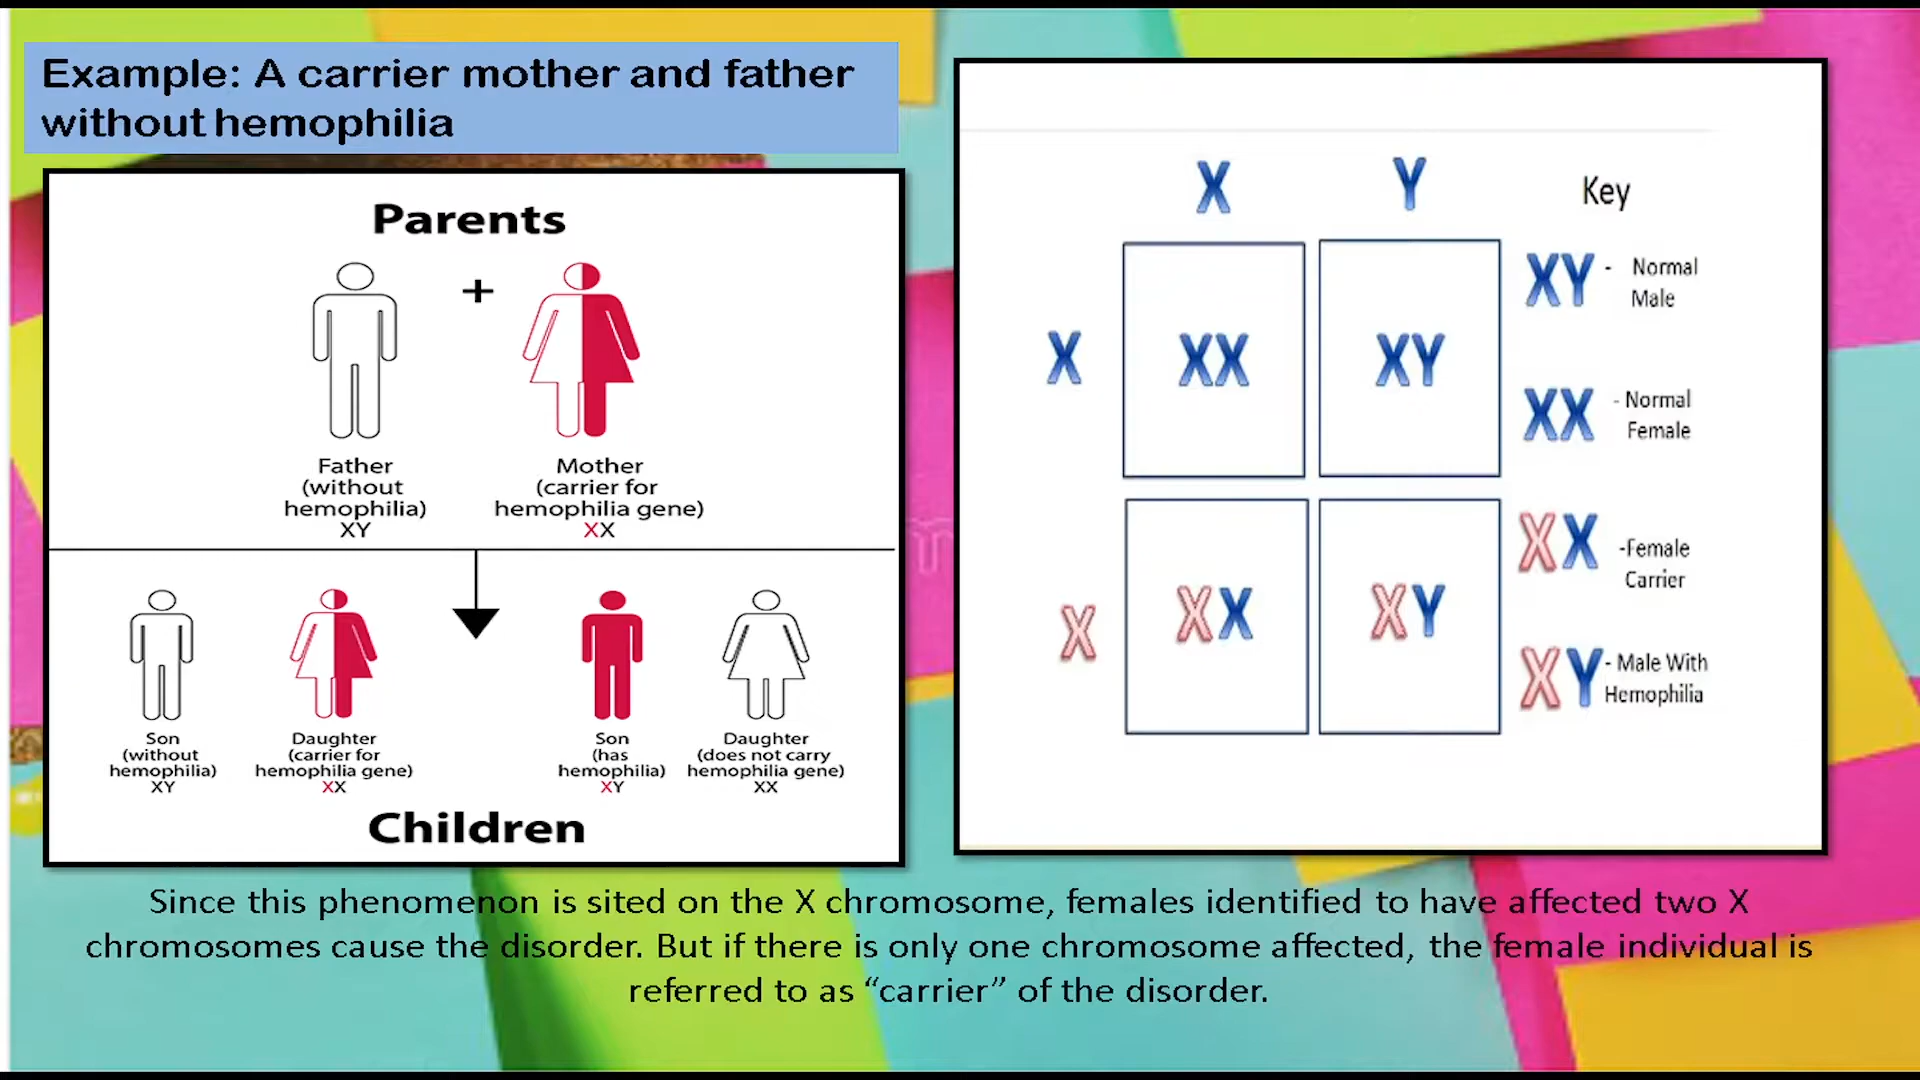 Example: A carrier mother and father
without hemophilia
Parents
+
Father
(without
hemophilia)
XY
Mother
(carrier for
hemophilia gene)
XX
Son
(without
hemophilia)
XY
Daughter
(carrier for
hemophilia gene)
XX
Son
(has
hemophilia)
XY
Daughter
(does not carry
hemophilia gene)
XX
Children
X Y
X XX XY
X XX XY
Key
XY - Normal
Male
XX - Normal
Female
XX -Female
Carrier
XY - Male With
Hemophilia
Since this phenomenon is sited on the X chromosome, females identified to have affected two X
chromosomes cause the disorder. But if there is only one chromosome affected, the female individual is
referred to as “carrier” of the disorder.